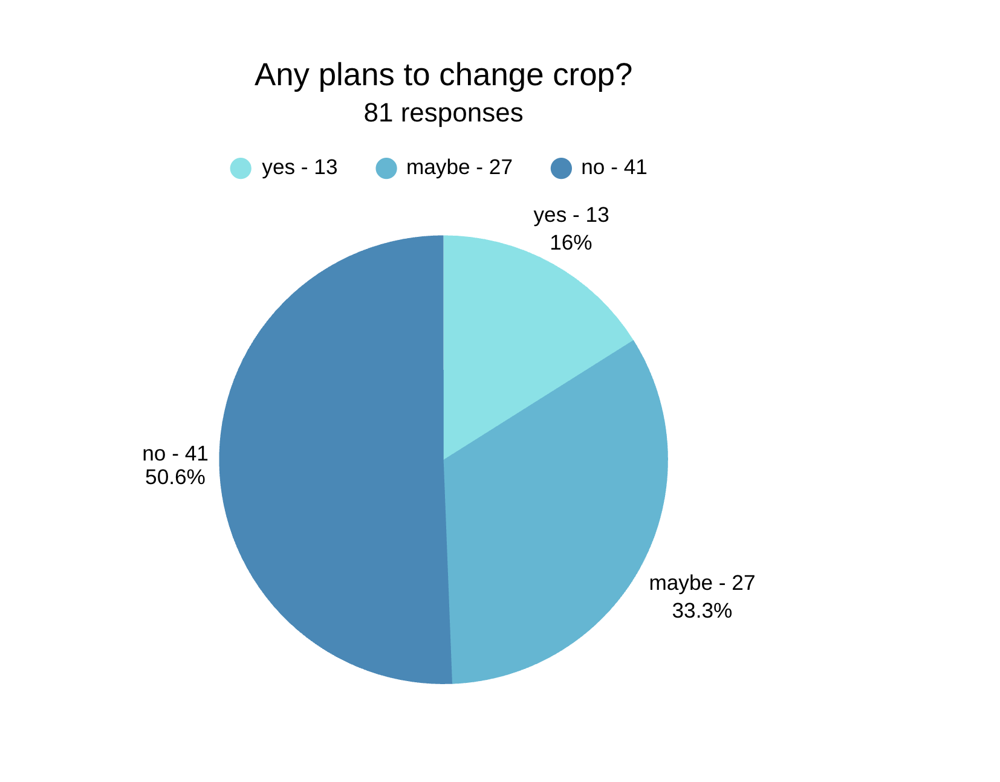 Any plans to change crop?
81 responses
yes - 13 maybe - 27 no - 41
yes - 13
16%
no - 41
50.6%
maybe - 27
33.3%